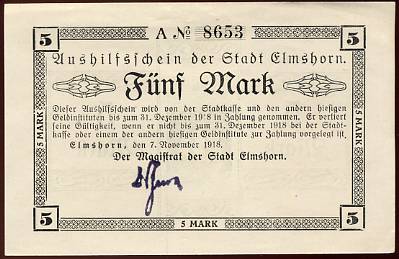 5 A № 8653 5
Aushilfsschein der Stadt Elmshorn.
Fünf Mark
Dieser Aushilfsschein wird von der Stadtkasse und den andern hiesigen
Geldinstituten bis zum 31. Dezember 1918 in Zahlung genommen. Er verliert
seine Gültigkeit, wenn er nicht bis zum 31. Dezember 1918 bei der Stadt-
kasse oder einem der andern hiesigen Geldinstitute zur Zahlung vorgelegt ist.
Elmshorn, den 7. November 1918.
Der Magistrat der Stadt Elmshorn.
5 MARK
5 MARK
5 5 MARK 5